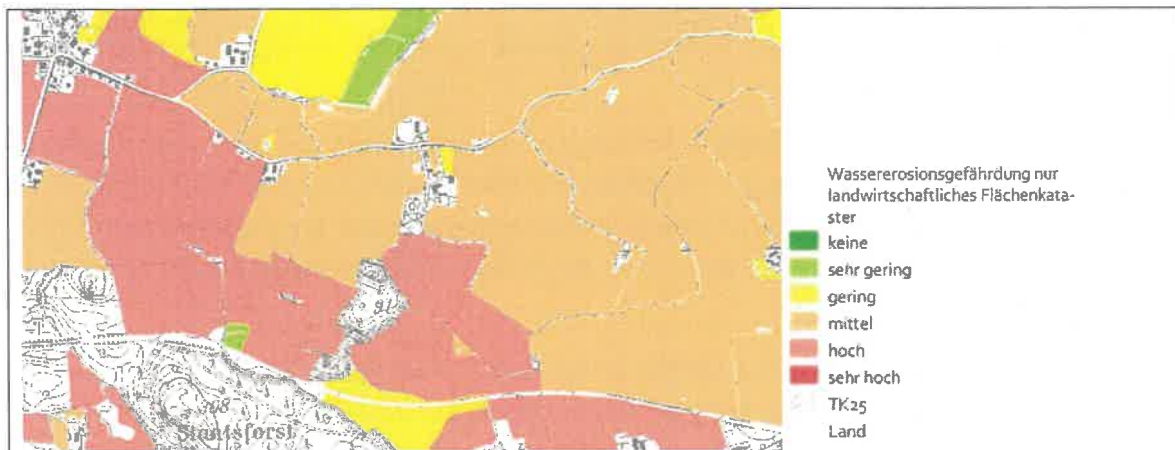 Wassererosionsgefährdung nur
landwirtschaftliches Flächenkata-
ster
keine
sehr gering
gering
mittel
hoch
sehr hoch
TK25
Land
Staatsforst